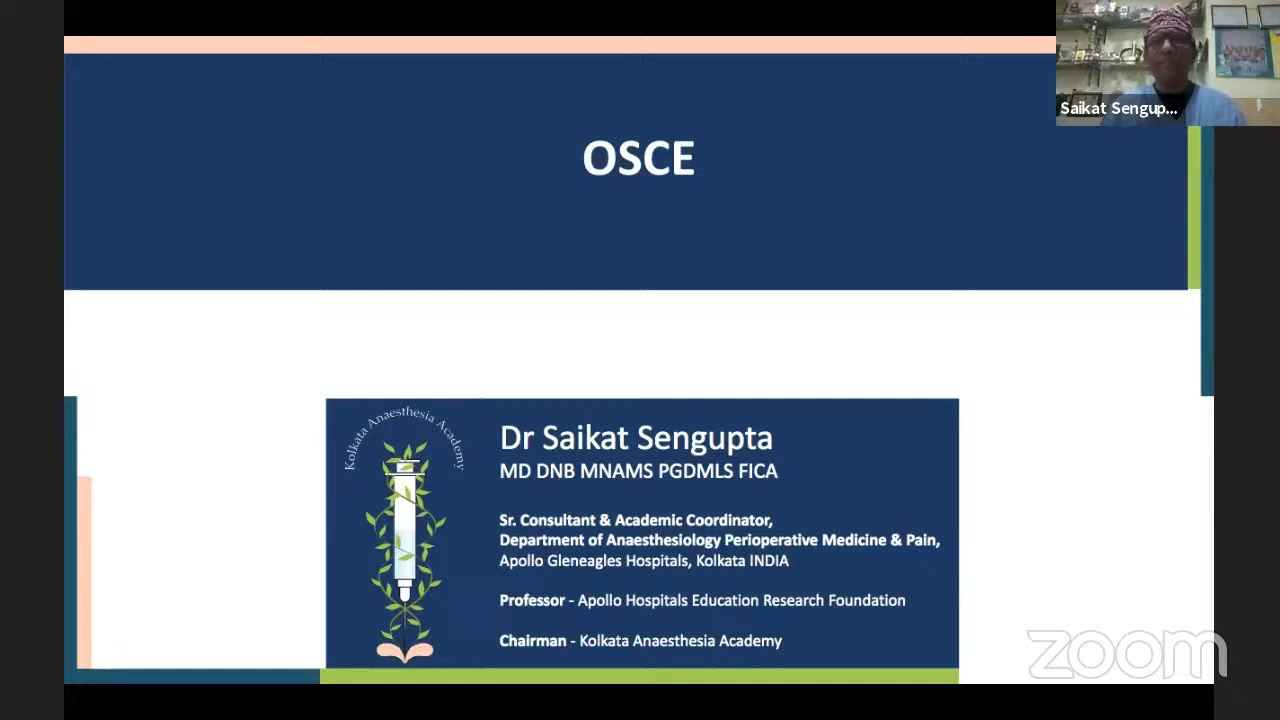 Saikat Sengup...
OSCE
Kolkata Anaesthesia Academy
Dr Saikat Sengupta
MD DNB MNAMS PGDMLS FICA
Sr. Consultant & Academic Coordinator,
Department of Anaesthesiology Perioperative Medicine & Pain,
Apollo Gleneagles Hospitals, Kolkata INDIA
Professor - Apollo Hospitals Education Research Foundation
Chairman - Kolkata Anaesthesia Academy
zoom